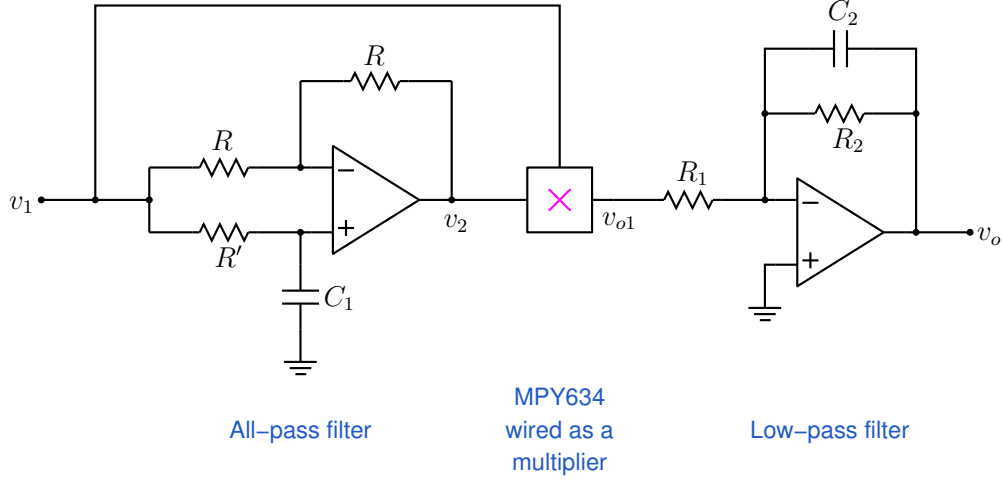 C₂
R
R₂
R
R₁
v₁
v₂
vₒ₁
vₒ
R′
C₁
MPY634
All−pass filter
wired as a
Low−pass filter
multiplier